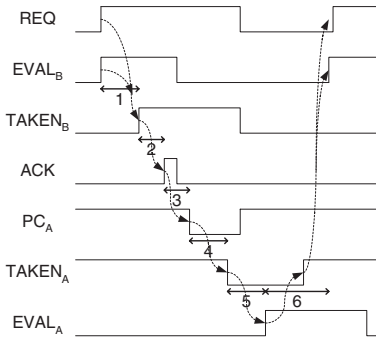 REQ
EVAL_B
1
TAKEN_B
2
ACK
3
PC_A
4
TAKEN_A
5 6
EVAL_A